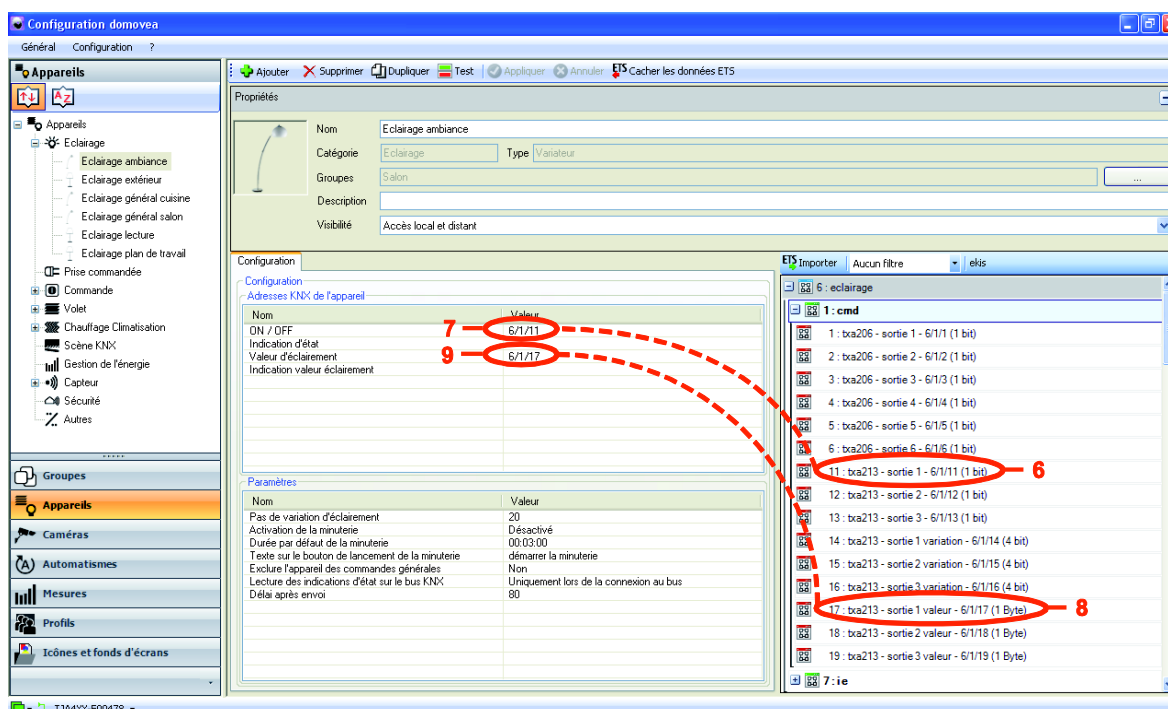 Configuration domovea
Général Configuration ?
Appareils
Appareils
Eclairage
Eclairage ambiance
Eclairage extérieur
Eclairage général cuisine
Eclairage général salon
Eclairage lecture
Eclairage plan de travail
Prise commandée
Commande
Volet
Chauffage Climatisation
Scène KNX
Gestion de l'énergie
Capteur
Sécurité
Autres
Groupes
Appareils
Caméras
Automatismes
Mesures
Profils
Icônes et fonds d'écrans
Ajouter Supprimer Dupliquer Test Appliquer Annuler ETS Cacher les données ETS
Propriétés
Nom Eclairage ambiance
Catégorie Eclairage Type Variateur
Groupes Salon ...
Description
Visibilité Accès local et distant
Configuration
Configuration
Adresses KNX de l'appareil
Nom Valeur
ON / OFF 7 6/1/11
Indication d'état
Valeur d'éclairement 9 6/1/17
Indication valeur éclairement
Paramètres
Nom Valeur
Pas de variation d'éclairement 20
Activation de la minuterie Désactivé
Durée par défaut de la minuterie 00:03:00
Texte sur le bouton de lancement de la minuterie démarrer la minuterie
Exclure l'appareil des commandes générales Non
Lecture des indications d'état sur le bus KNX Uniquement lors de la connexion au bus
Délai après envoi 80
ETS Importer Aucun filtre ekis
6 : eclairage
1 : cmd
1 : txa206 - sortie 1 - 6/1/1 (1 bit)
2 : txa206 - sortie 2 - 6/1/2 (1 bit)
3 : txa206 - sortie 3 - 6/1/3 (1 bit)
4 : txa206 - sortie 4 - 6/1/4 (1 bit)
5 : txa206 - sortie 5 - 6/1/5 (1 bit)
6 : txa206 - sortie 6 - 6/1/6 (1 bit)
11 : txa213 - sortie 1 - 6/1/11 (1 bit) 6
12 : txa213 - sortie 2 - 6/1/12 (1 bit)
13 : txa213 - sortie 3 - 6/1/13 (1 bit)
14 : txa213 - sortie 1 variation - 6/1/14 (4 bit)
15 : txa213 - sortie 2 variation - 6/1/15 (4 bit)
16 : txa213 - sortie 3 variation - 6/1/16 (4 bit)
17 : txa213 - sortie 1 valeur - 6/1/17 (1 Byte) 8
18 : txa213 - sortie 2 valeur - 6/1/18 (1 Byte)
19 : txa213 - sortie 3 valeur - 6/1/19 (1 Byte)
7 : ie